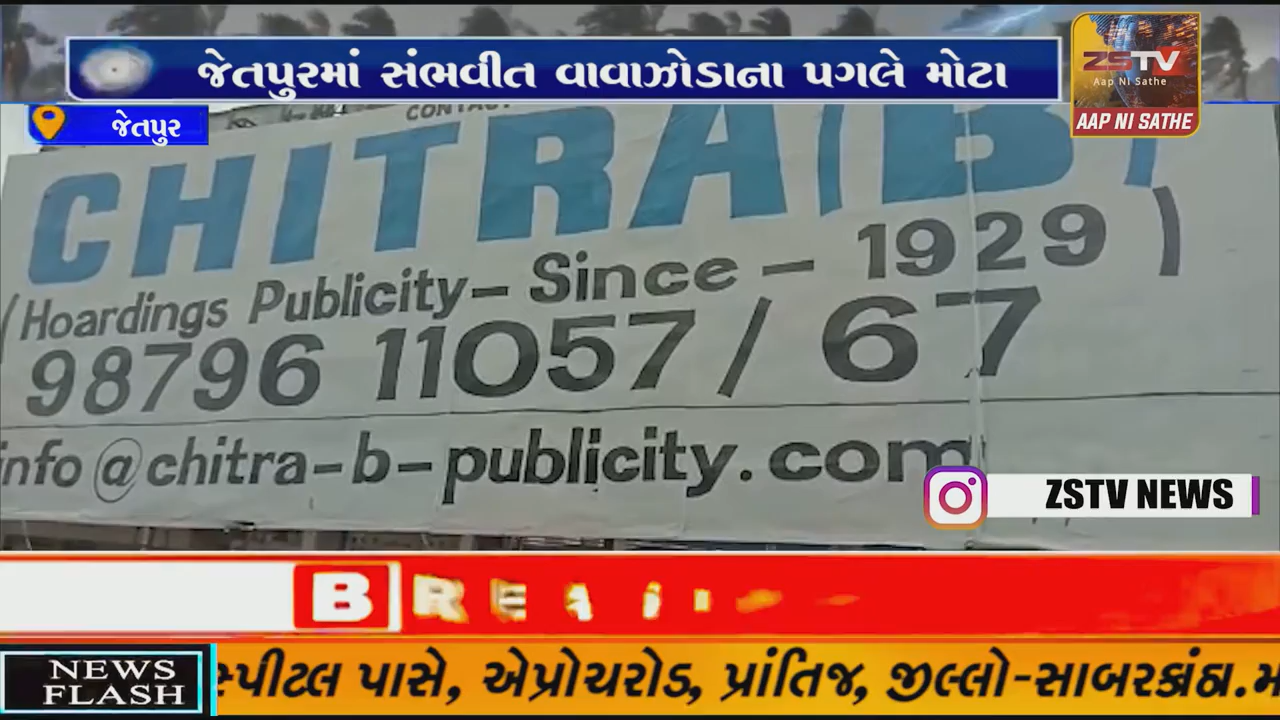 જેતપુરમાં સંભવીત વાવાઝોડાના પગલે મોટા
ZSTV
Aap Ni Sathe
AAP NI SATHE
જેતપુર
CONTACT
CHITRA(B)
(Hoardings Publicity - Since - 1929)
98796 11057 / 67
info@chitra-b-publicity.com
ZSTV NEWS
BREA
NEWS FLASH
સ્પીટલ પાસે, એપ્રોચરોડ, પ્રાંતિજ, જીલ્લો-સાબરકાંઠા.મ